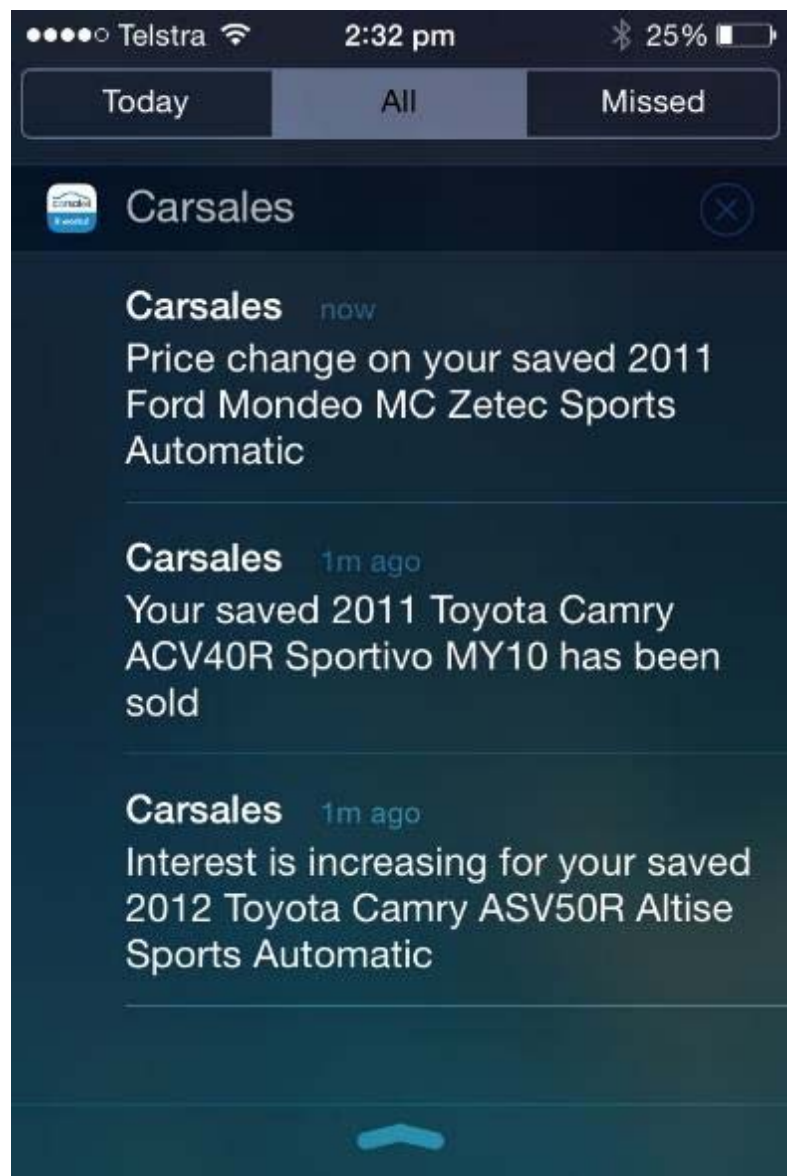 Telstra 2:32 pm 25%
Today All Missed
Carsales
Carsales now
Price change on your saved 2011
Ford Mondeo MC Zetec Sports
Automatic
Carsales 1m ago
Your saved 2011 Toyota Camry
ACV40R Sportivo MY10 has been
sold
Carsales 1m ago
Interest is increasing for your saved
2012 Toyota Camry ASV50R Altise
Sports Automatic